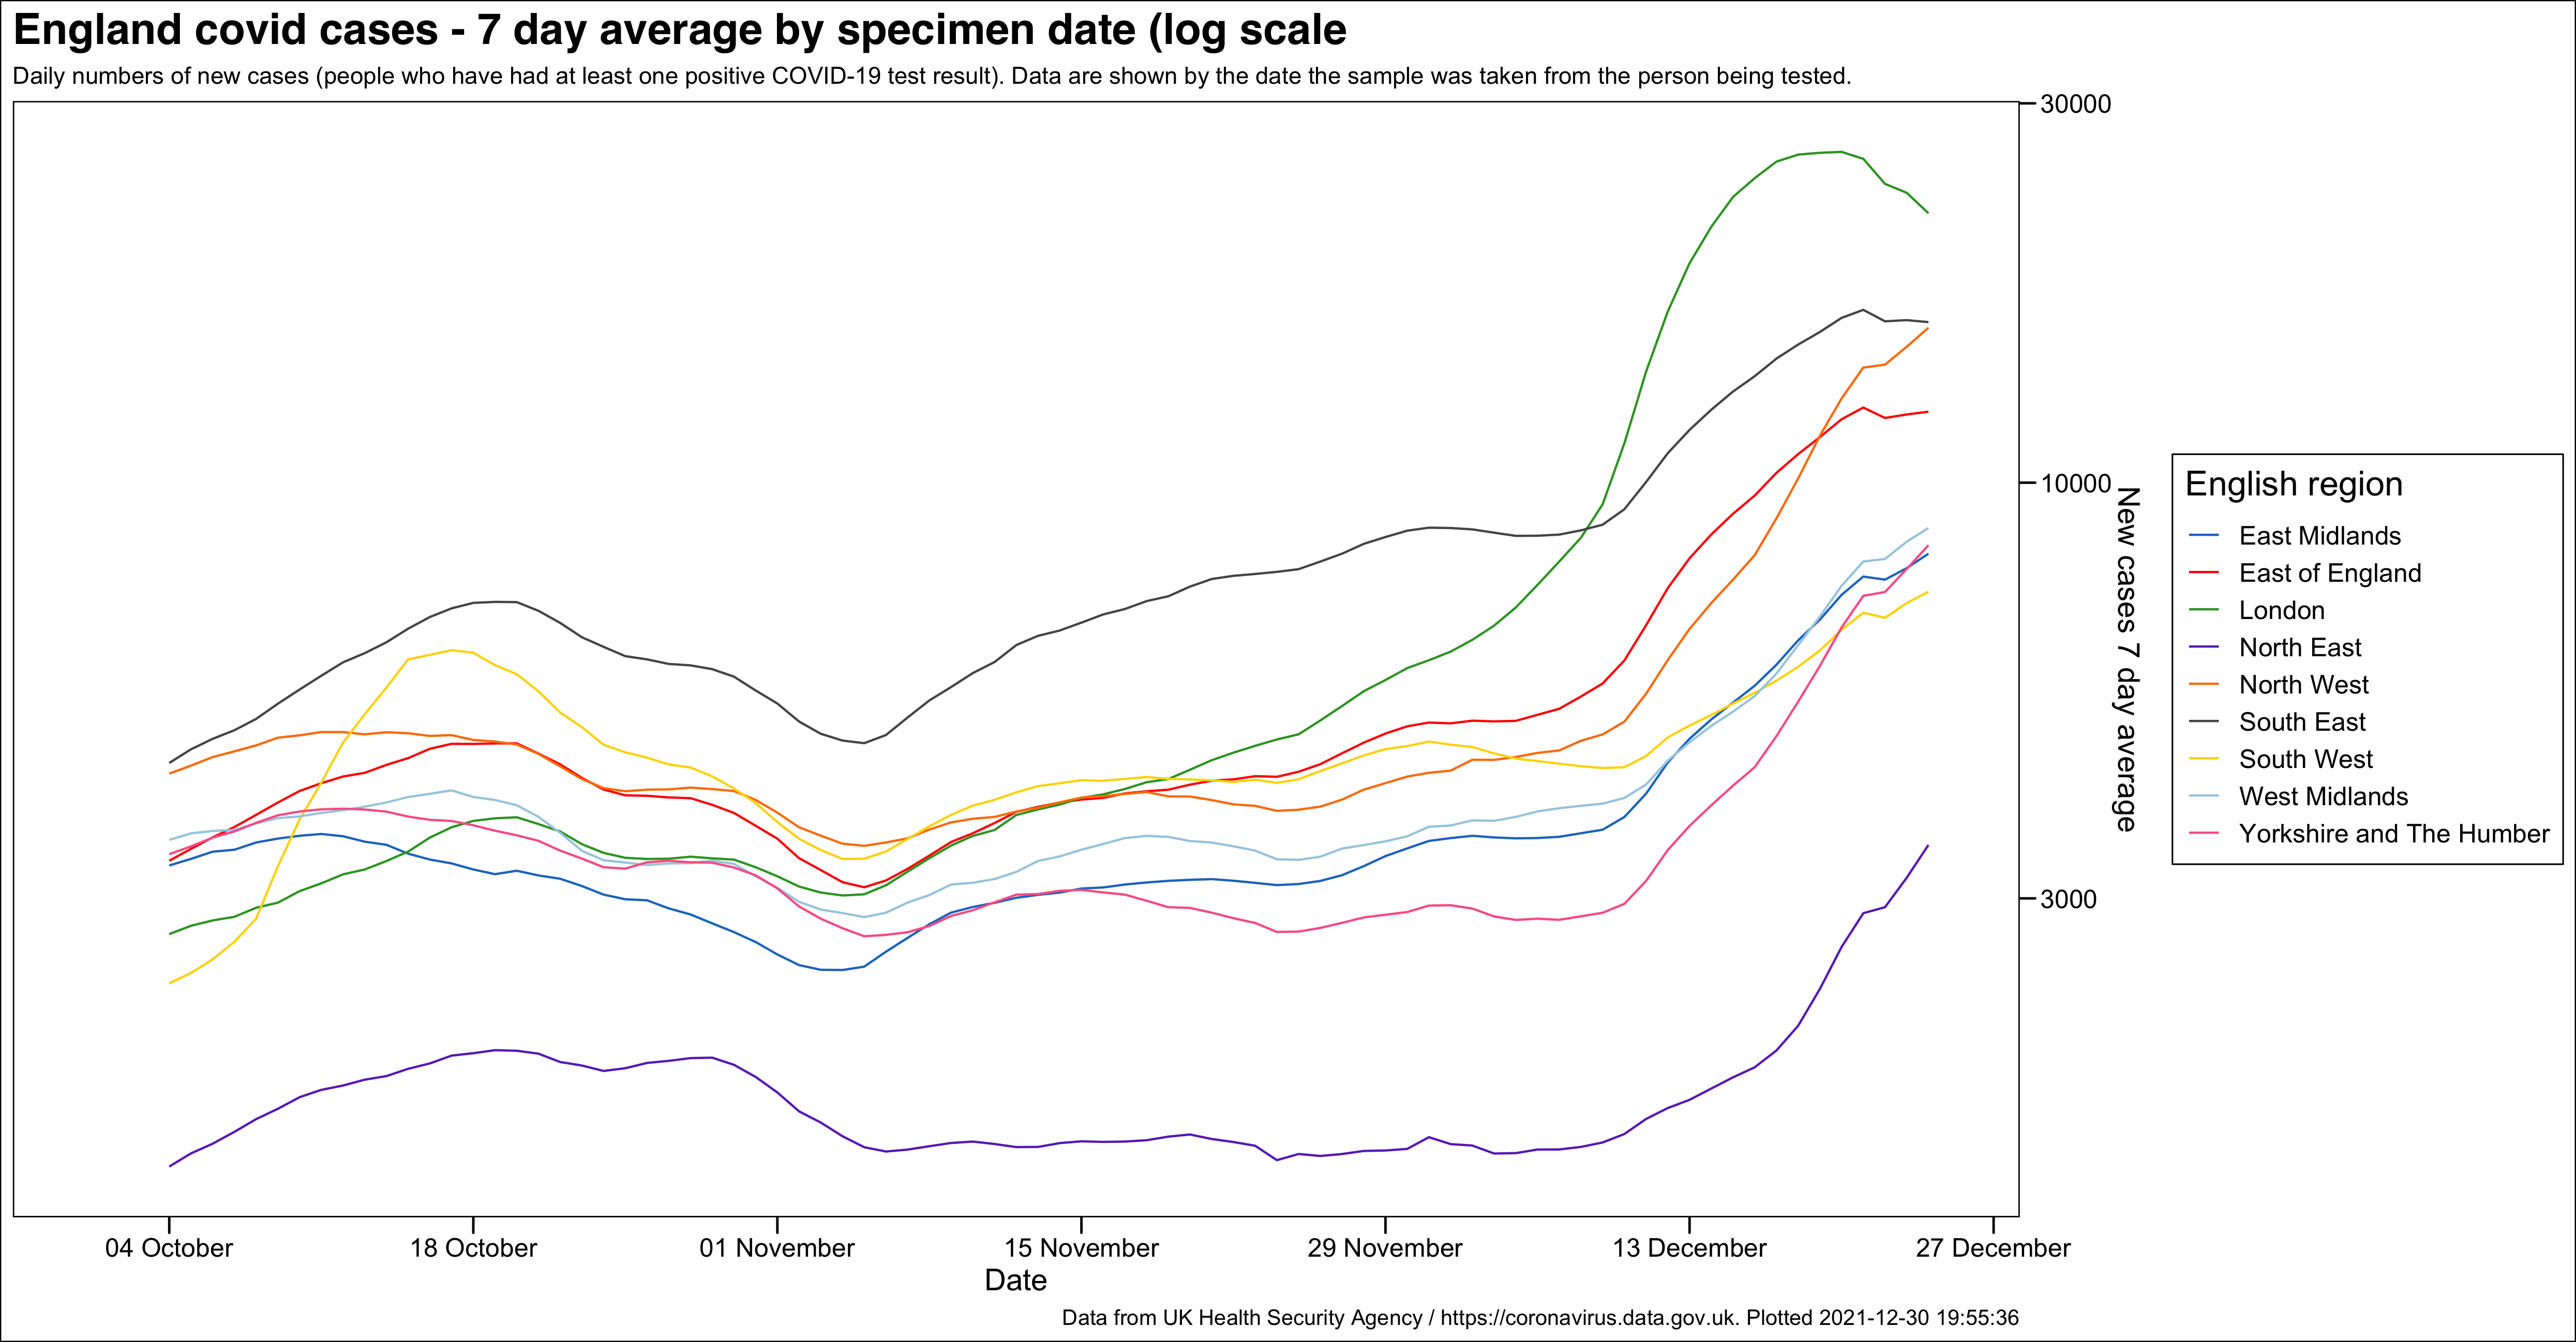 England covid cases - 7 day average by specimen date (log scale
Daily numbers of new cases (people who have had at least one positive COVID-19 test result). Data are shown by the date the sample was taken from the person being tested.
30000
10000
3000
New cases 7 day average
English region
East Midlands
East of England
London
North East
North West
South East
South West
West Midlands
Yorkshire and The Humber
04 October
18 October
01 November
15 November
29 November
13 December
27 December
Date
Data from UK Health Security Agency / https://coronavirus.data.gov.uk. Plotted 2021-12-30 19:55:36